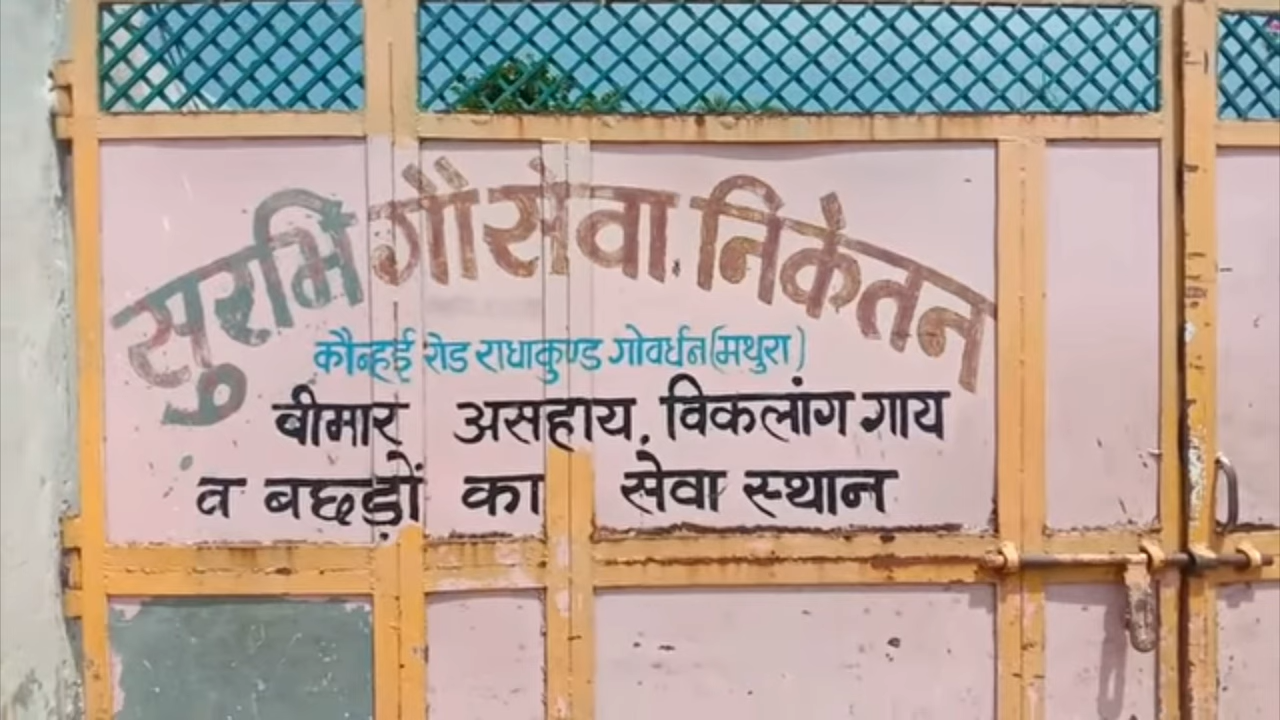 सुरभि गौसेवा निकेतन
कौन्हई रोड राधाकुण्ड गोवर्धन (मथुरा)
बीमार असहाय, विकलांग गाय
व बछड़ों का सेवा स्थान